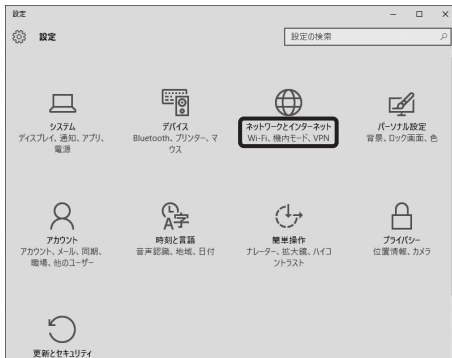 設定
設定
設定の検索
システム
ディスプレイ、通知、アプリ、
電源
デバイス
Bluetooth、プリンター、マ
ウス
ネットワークとインターネット
Wi-Fi、機内モード、VPN
パーソナル設定
背景、ロック画面、色
アカウント
アカウント、メール、同期、
職場、他のユーザー
時刻と言語
音声認識、地域、日付
簡単操作
ナレーター、拡大鏡、ハイコ
ントラスト
プライバシー
位置情報、カメラ
更新とセキュリティ